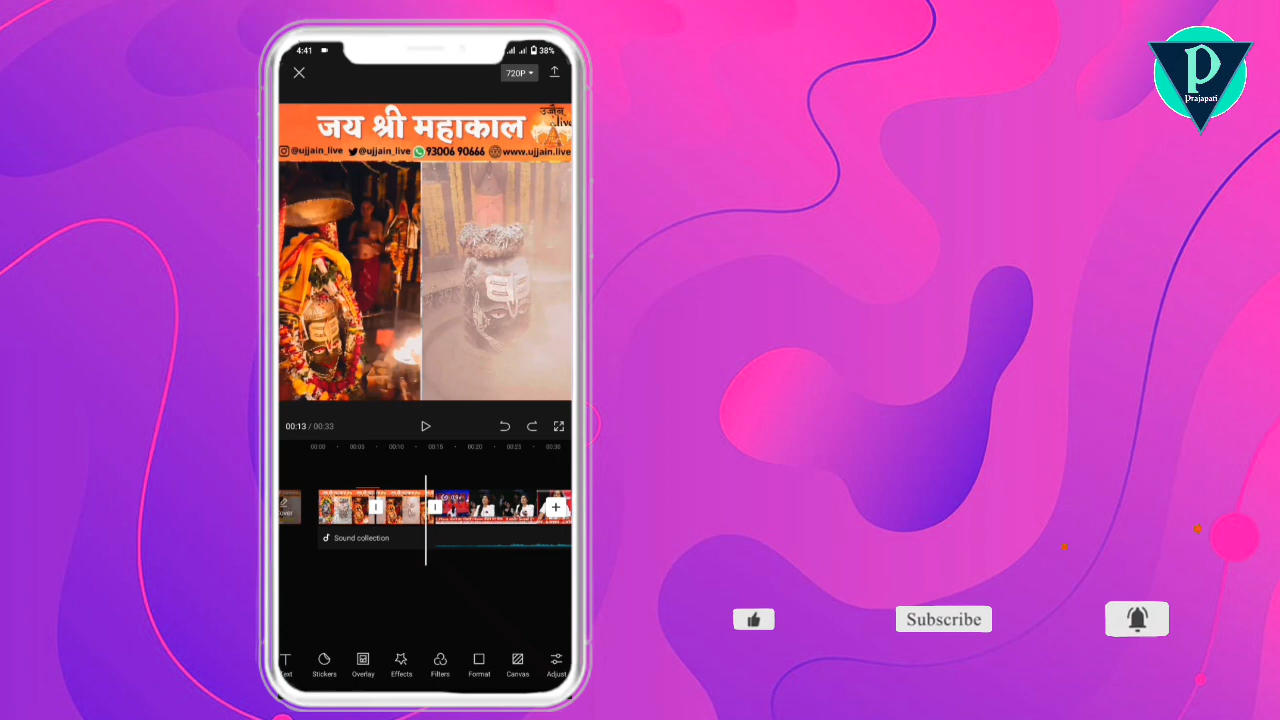 4:41
38%
720P
P
Prajapati
जय श्री महाकाल
उज्जैन
.live
@ujjain_live @ujjain_live 93006 90666 www.ujjain.live
00:13 / 00:33
00:00 00:05 00:10 00:15 00:20 00:25 00:30
Sound collection
Subscribe
Stickers Overlay Effects Filters Format Canvas Adjust